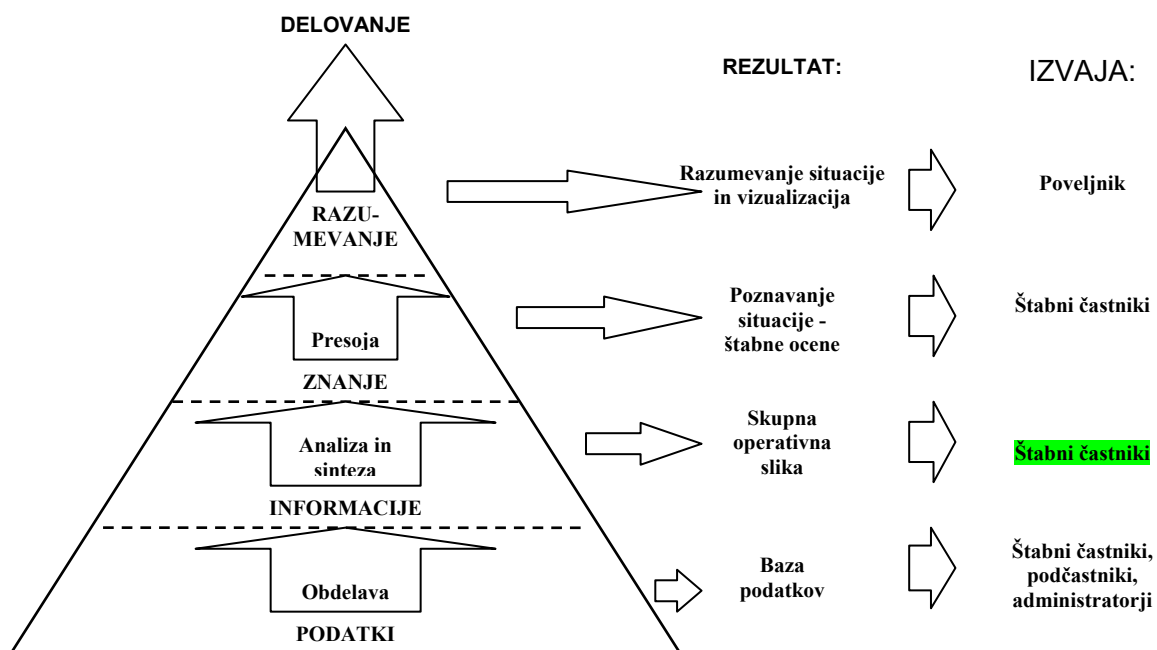 DELOVANJE
REZULTAT:
IZVAJA:
RAZU-
MEVANJE
Razumevanje situacije
in vizualizacija
Poveljnik
Presoja
ZNANJE
Poznavanje
situacije -
štabne ocene
Štabni častniki
Analiza in
sinteza
INFORMACIJE
Skupna
operativna
slika
Štabni častniki
Obdelava
PODATKI
Baza
podatkov
Štabni častniki,
podčastniki,
administratorji